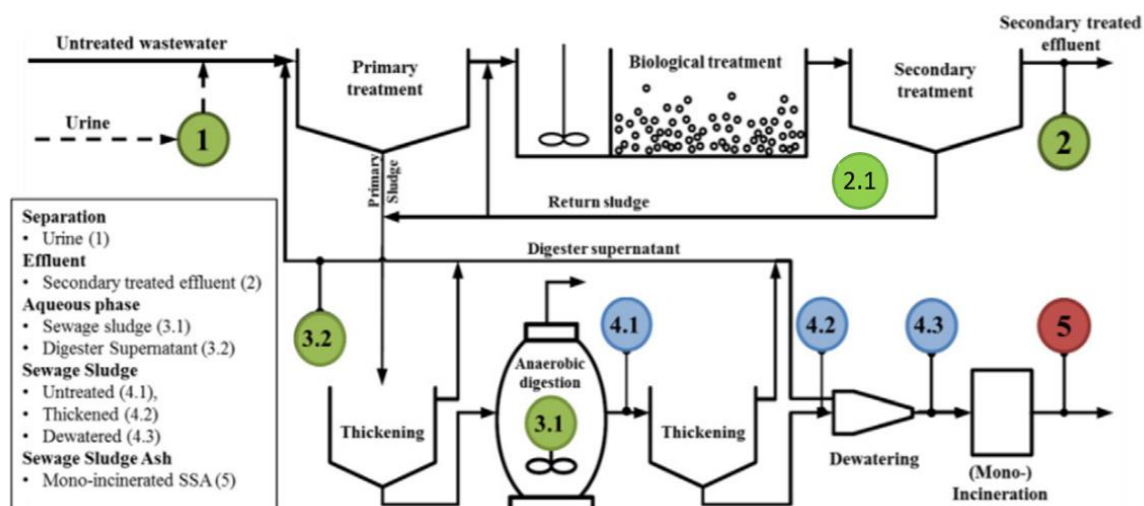 Untreated wastewater
Urine
1
Primary
treatment
Primary
Sludge
Biological treatment
Secondary
treatment
Secondary treated
effluent
2
2.1
Return sludge
Digester supernatant
Separation
• Urine (1)
Effluent
• Secondary treated effluent (2)
Aqueous phase
• Sewage sludge (3.1)
• Digester Supernatant (3.2)
Sewage Sludge
• Untreated (4.1),
• Thickened (4.2)
• Dewatered (4.3)
Sewage Sludge Ash
• Mono-incinerated SSA (5)
3.2
Thickening
Anaerobic
digestion
3.1
4.1
Thickening
4.2
Dewatering
4.3
(Mono-)
Incineration
5